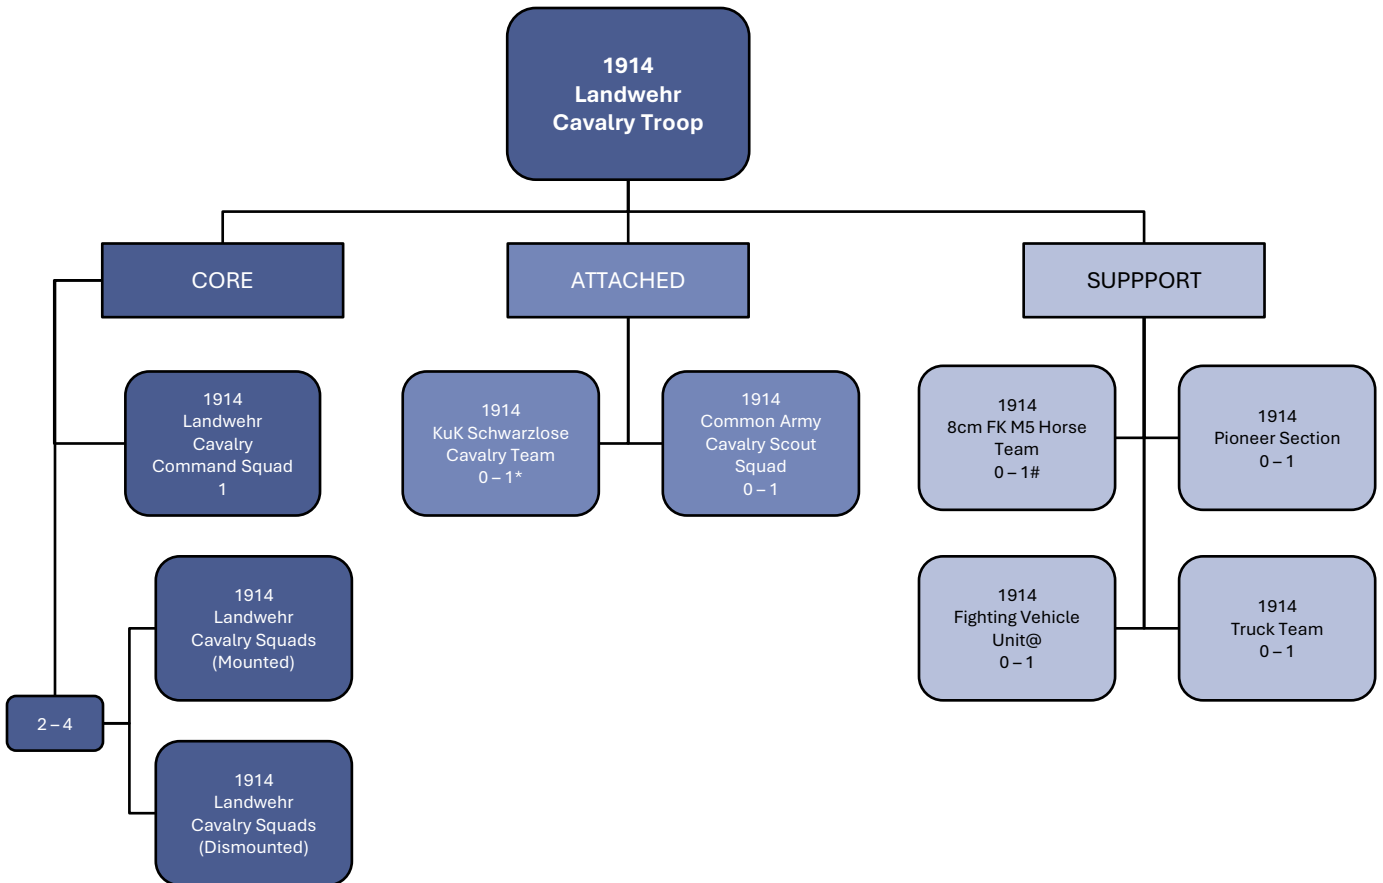 1914
Landwehr
Cavalry Troop
CORE
ATTACHED
SUPPPORT
1914
Landwehr
Cavalry
Command Squad
1
1914
KuK Schwarzlose
Cavalry Team
0 – 1*
1914
Common Army
Cavalry Scout
Squad
0 – 1
1914
8cm FK M5 Horse
Team
0 – 1#
1914
Pioneer Section
0 – 1
1914
Landwehr
Cavalry Squads
(Mounted)
1914
Fighting Vehicle
Unit@
0 – 1
1914
Truck Team
0 – 1
2 – 4
1914
Landwehr
Cavalry Squads
(Dismounted)